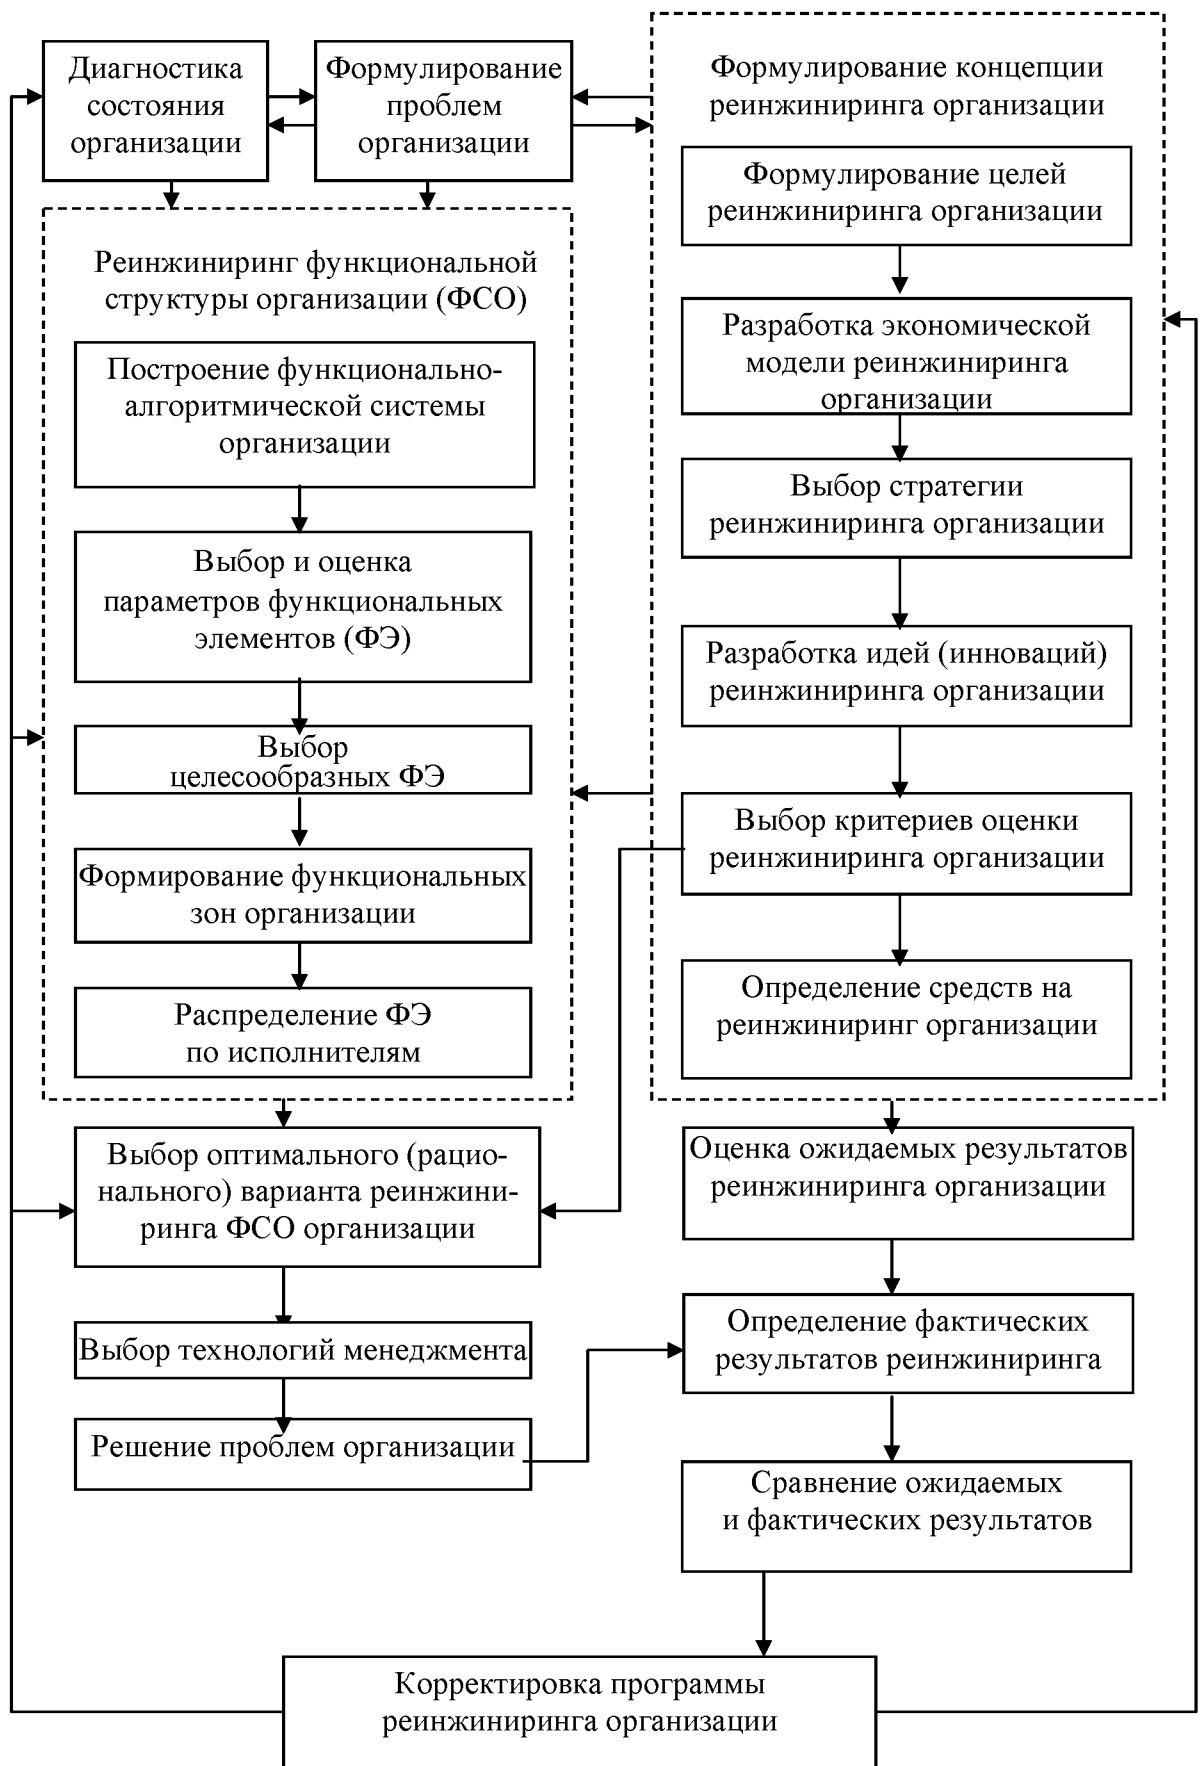 Диагностика
состояния
организации
Формулирование
проблем
организации
Формулирование концепции
реинжиниринга организации
Формулирование целей
реинжиниринга организации
Разработка экономической
модели реинжиниринга
организации
Выбор стратегии
реинжиниринга организации
Разработка идей (инноваций)
реинжиниринга организации
Выбор критериев оценки
реинжиниринга организации
Определение средств на
реинжиниринг организации
Реинжиниринг функциональной
структуры организации (ФСО)
Построение функционально-
алгоритмической системы
организации
Выбор и оценка
параметров функциональных
элементов (ФЭ)
Выбор
целесообразных ФЭ
Формирование функциональных
зон организации
Распределение ФЭ
по исполнителям
Выбор оптимального (рацио-
нального) варианта реинжини-
ринга ФСО организации
Выбор технологий менеджмента
Решение проблем организации
Оценка ожидаемых результатов
реинжиниринга организации
Определение фактических
результатов реинжиниринга
Сравнение ожидаемых
и фактических результатов
Корректировка программы
реинжиниринга организации